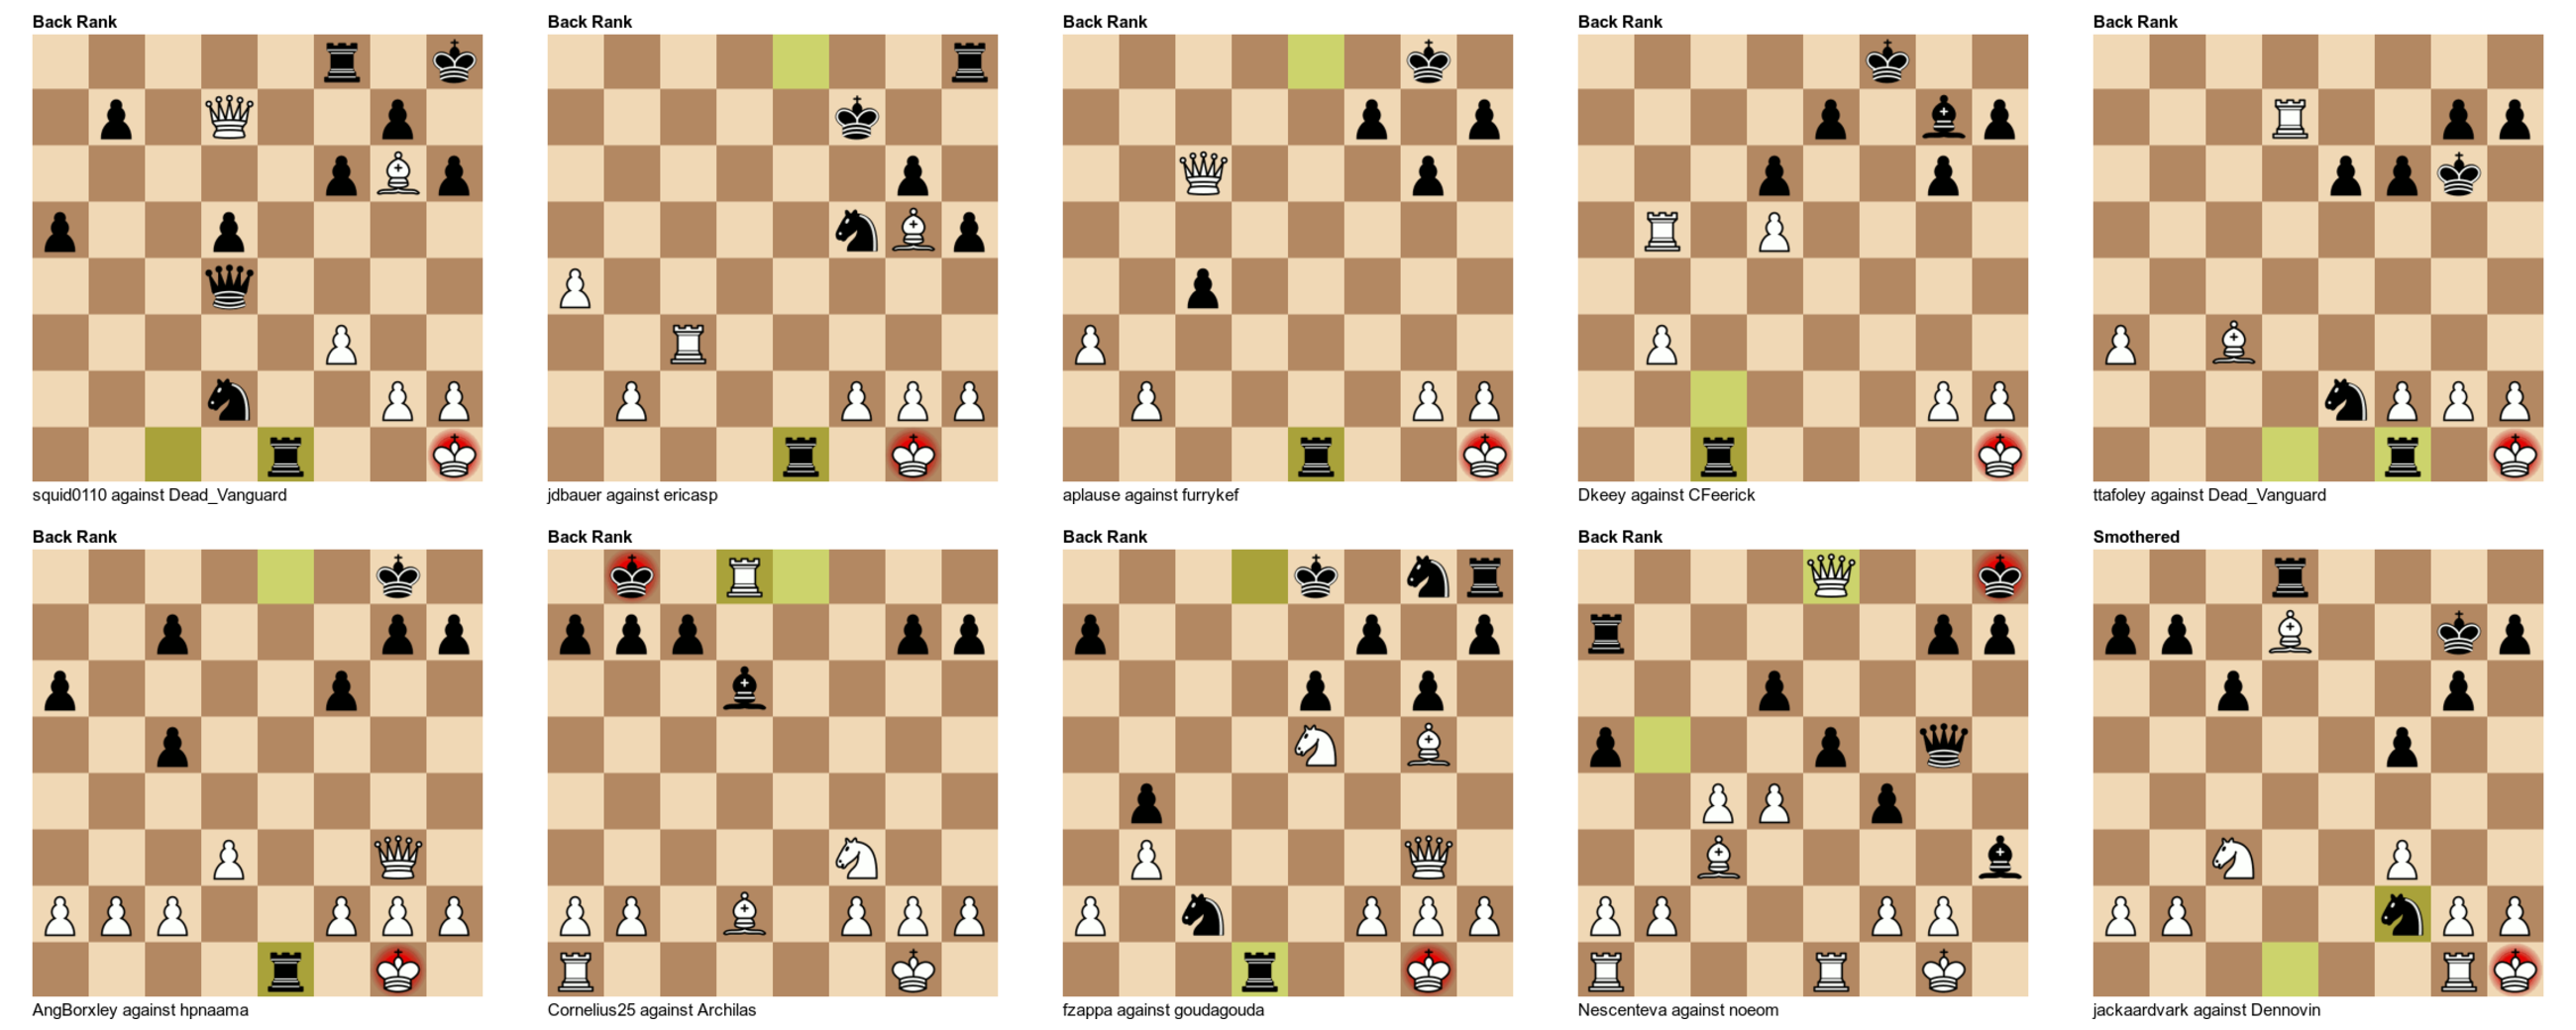 Back Rank
Back Rank
Back Rank
Back Rank
Back Rank
squid0110 against Dead_Vanguard
jdbauer against ericasp
aplause against furrykef
Dkeey against CFeerick
ttafoley against Dead_Vanguard
Back Rank
Back Rank
Back Rank
Back Rank
Smothered
AngBorxley against hpnaama
Cornelius25 against Archilas
fzappa against goudagouda
Nescenteva against noeom
jackaardvark against Dennovin